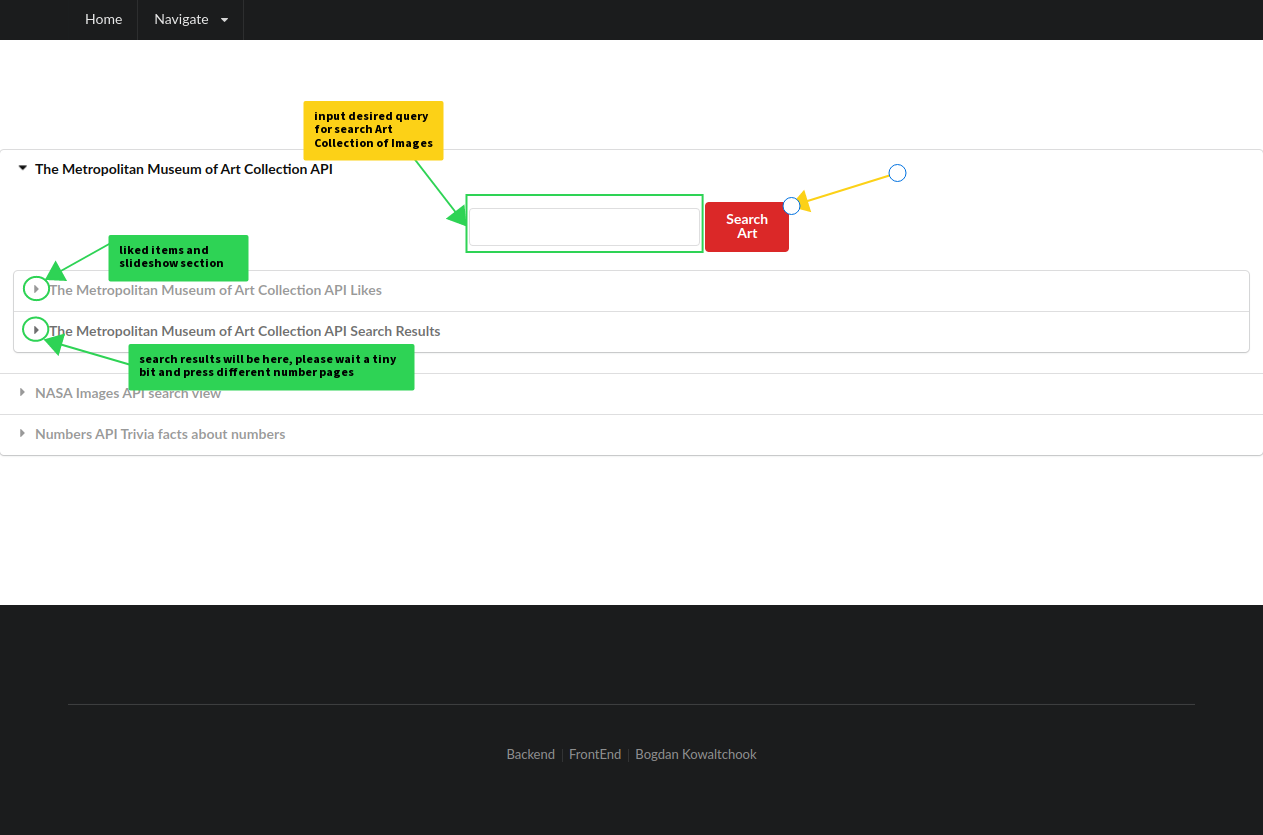 Home
Navigate
input desired query
for search Art
Collection of Images
The Metropolitan Museum of Art Collection API
Search
Art
liked items and
slideshow section
The Metropolitan Museum of Art Collection API Likes
The Metropolitan Museum of Art Collection API Search Results
search results will be here, please wait a tiny
bit and press different number pages
NASA Images API search view
Numbers API Trivia facts about numbers
Backend
FrontEnd
Bogdan Kowaltchook